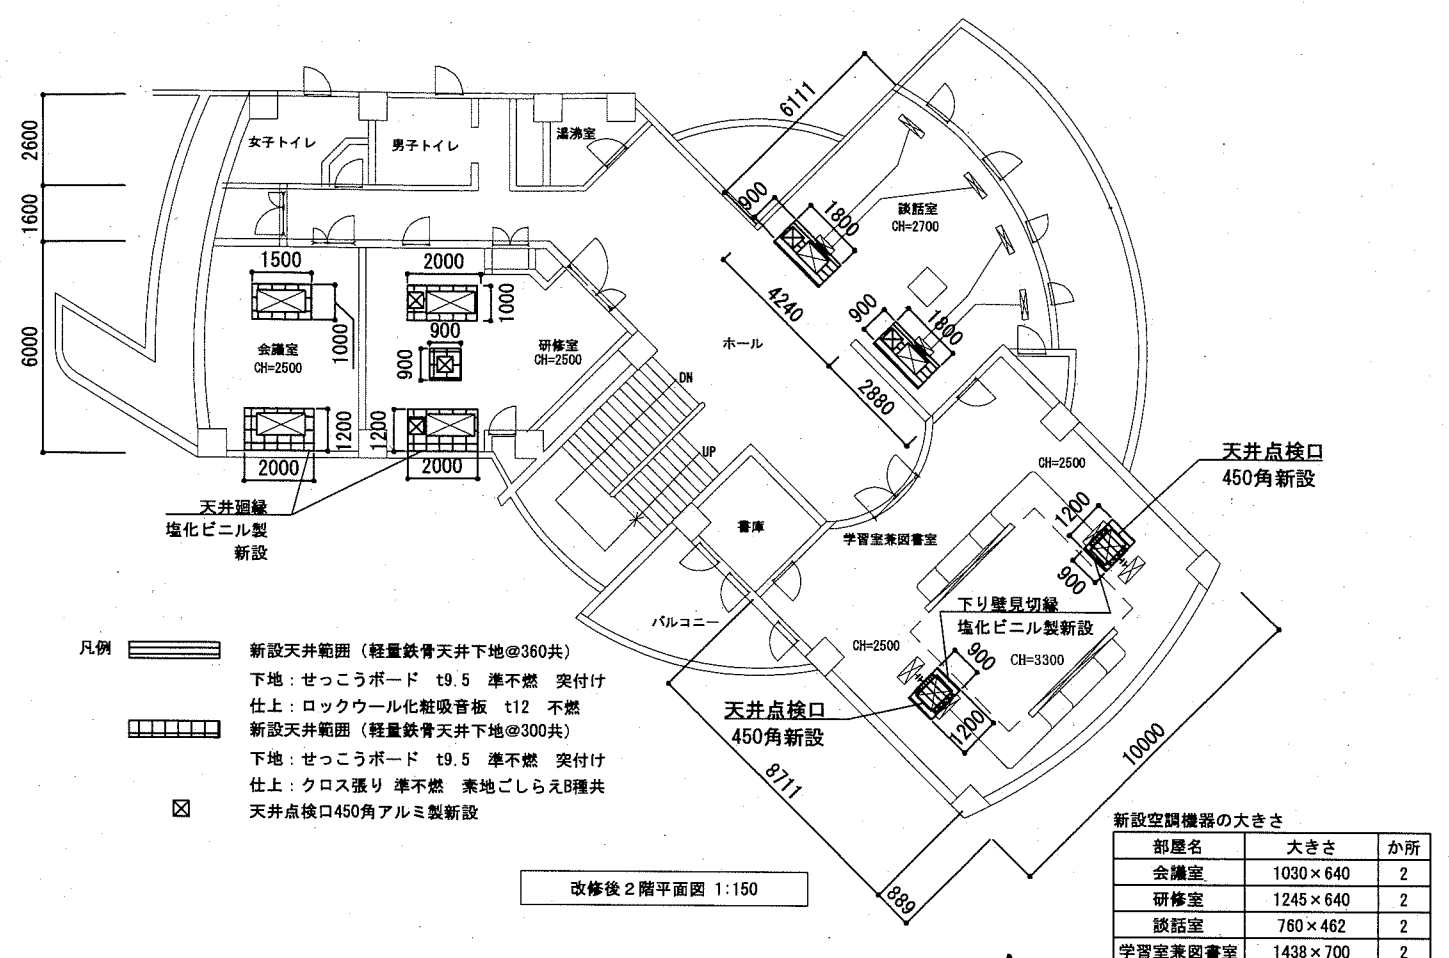 6111
2600
女子トイレ
男子トイレ
湯沸室
900
1800
談話室
CH=2700
1600
1500
2000
1000
4240
900
1800
6000
会議室
CH=2500
1000
900
900
研修室
CH=2500
ホール
DN
2880
1200
1200
2000
2000
UP
CH=2500
天井点検口
450角新設
天井廻縁
塩化ビニル製
新設
書庫
学習室兼図書室
1200
900
下り壁見切縁
塩化ビニル製新設
バルコニー
CH=2500
900
CH=3300
凡例
新設天井範囲（軽量鉄骨天井下地@360共）
下地：せっこうボード t9.5 準不燃 突付け
仕上：ロックウール化粧吸音板 t12 不燃
新設天井範囲（軽量鉄骨天井下地@300共）
下地：せっこうボード t9.5 準不燃 突付け
仕上：クロス張り 準不燃 素地ごしらえB種共
天井点検口450角アルミ製新設
天井点検口
450角新設
1200
10000
8711
889
改修後２階平面図 1:150
新設空調機器の大きさ
部屋名 大きさ か所
会議室 1030×640 2
研修室 1245×640 2
談話室 760×462 2
学習室兼図書室 1438×700 2